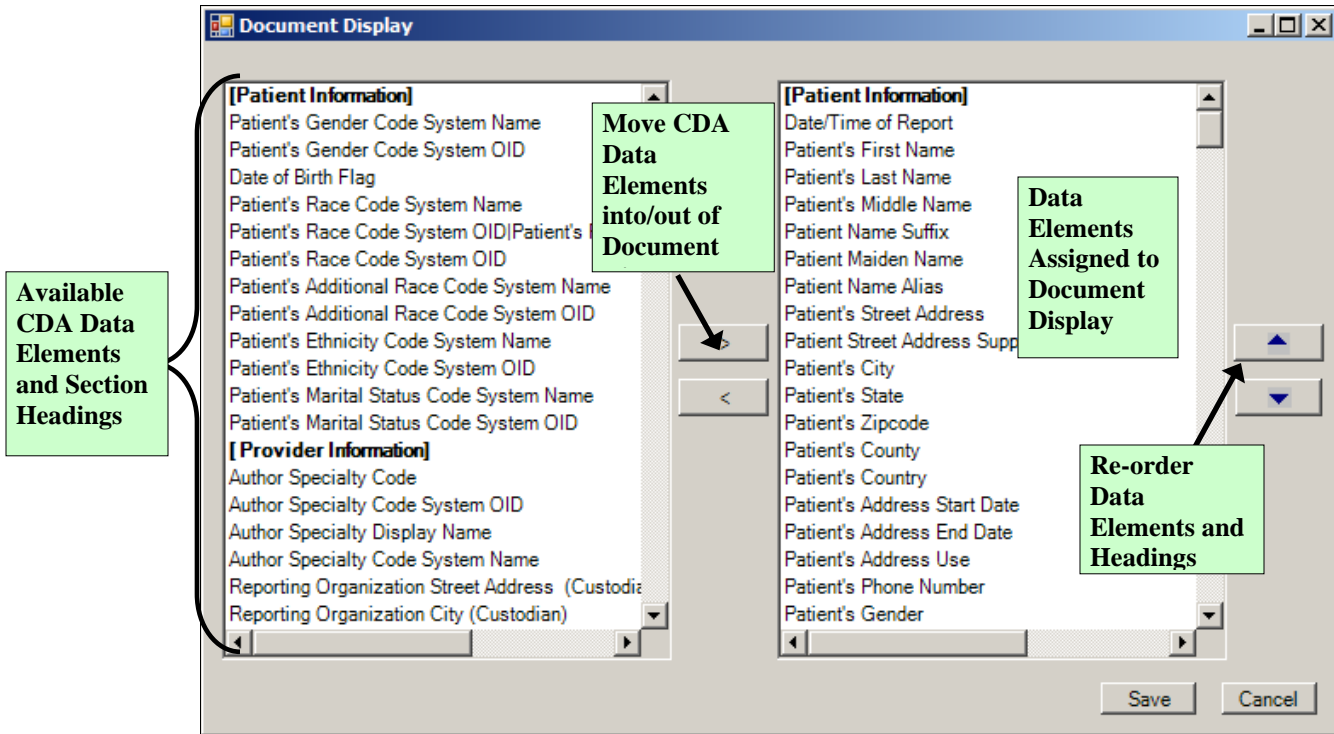 Document Display
[Patient Information]
Patient's Gender Code System Name
Patient's Gender Code System OID
Date of Birth Flag
Patient's Race Code System Name
Patient's Race Code System OID|Patient's
Patient's Race Code System OID
Patient's Additional Race Code System Name
Patient's Additional Race Code System OID
Patient's Ethnicity Code System Name
Patient's Ethnicity Code System OID
Patient's Marital Status Code System Name
Patient's Marital Status Code System OID
[Provider Information]
Author Specialty Code
Author Specialty Code System OID
Author Specialty Display Name
Author Specialty Code System Name
Reporting Organization Street Address (Custodia
Reporting Organization City (Custodian)
Available
CDA Data
Elements
and Section
Headings
Move CDA
Data
Elements
into/out of
Document
>
<
[Patient Information]
Date/Time of Report
Patient's First Name
Patient's Last Name
Patient's Middle Name
Patient Name Suffix
Patient Maiden Name
Patient Name Alias
Patient's Street Address
Patient Street Address Supp
Patient's City
Patient's State
Patient's Zipcode
Patient's County
Patient's Country
Patient's Address Start Date
Patient's Address End Date
Patient's Address Use
Patient's Phone Number
Patient's Gender
Data
Elements
Assigned to
Document
Display
Re-order
Data
Elements and
Headings
Save
Cancel